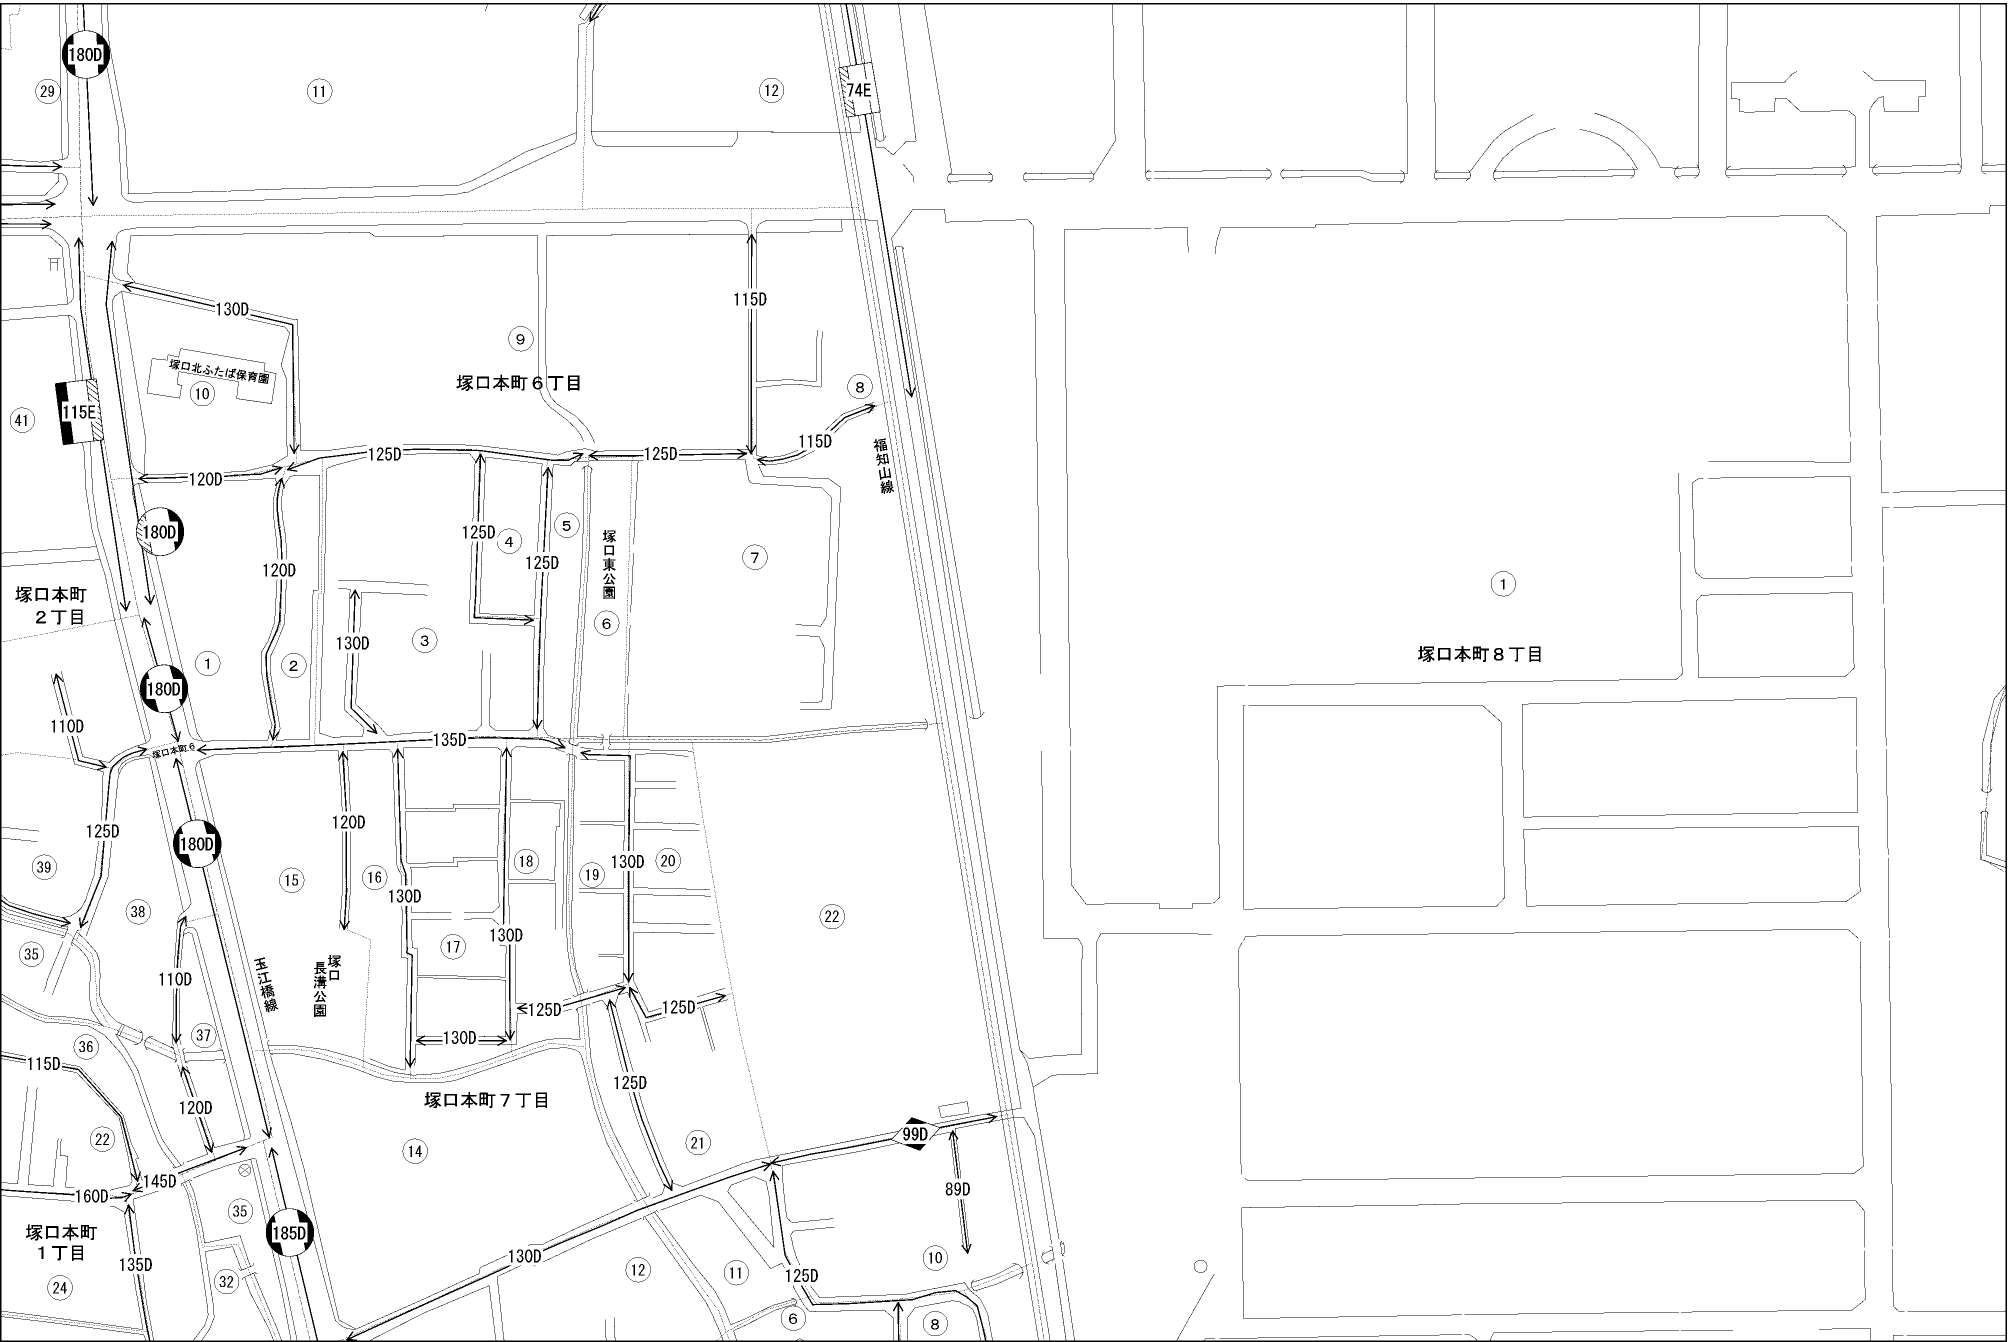 180D
29
11
12
74E
130D
115D
9
塚口北ふたば保育園
塚口本町６丁目
10
8
115E
41
115D
125D
125D
120D
福知山線
180D
5
125D
4
塚口東公園
7
125D
120D
1
塚口本町
２丁目
6
130D
3
塚口本町８丁目
1
2
180D
110D
135D
塚口本町６
120D
125D
180D
39
18
130D
20
16
19
15
130D
38
22
130D
17
35
塚口
長溝公園
玉江橋線
110D
125D
125D
37
130D
36
115D
125D
塚口本町７丁目
120D
99D
22
21
14
145D
160D
89D
35
塚口本町
１丁目
185D
130D
10
135D
12
11
125D
32
24
6
8